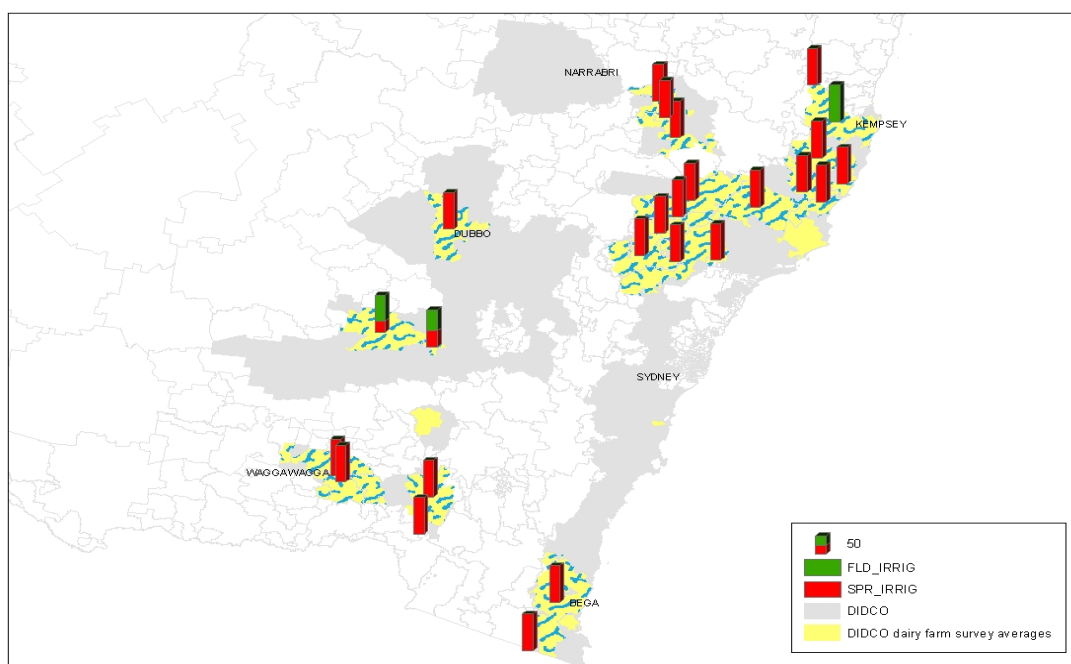 NARRABRI
KEMPSEY
DUBBO
SYDNEY
WAGGAWAGGA
BEGA
50
FLD_IRRIG
SPR_IRRIG
DIDCO
DIDCO dairy farm survey averages